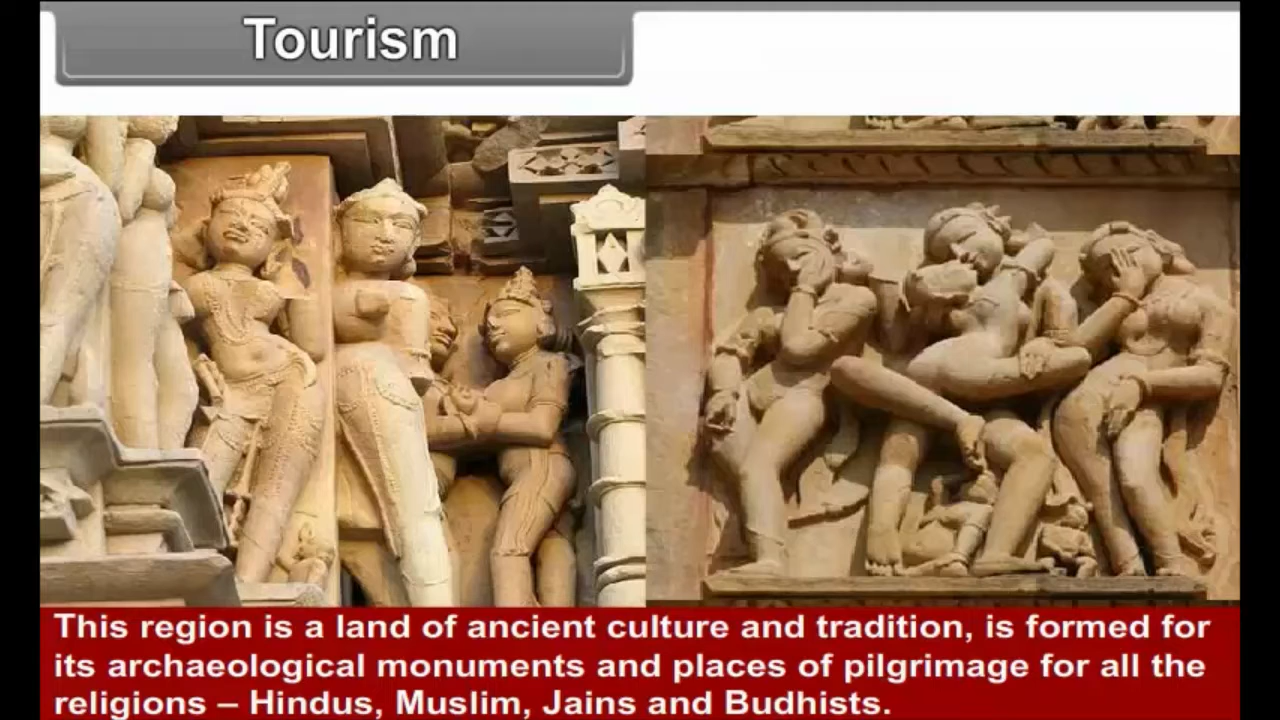 Tourism
This region is a land of ancient culture and tradition, is formed for
its archaeological monuments and places of pilgrimage for all the
religions – Hindus, Muslim, Jains and Budhists.